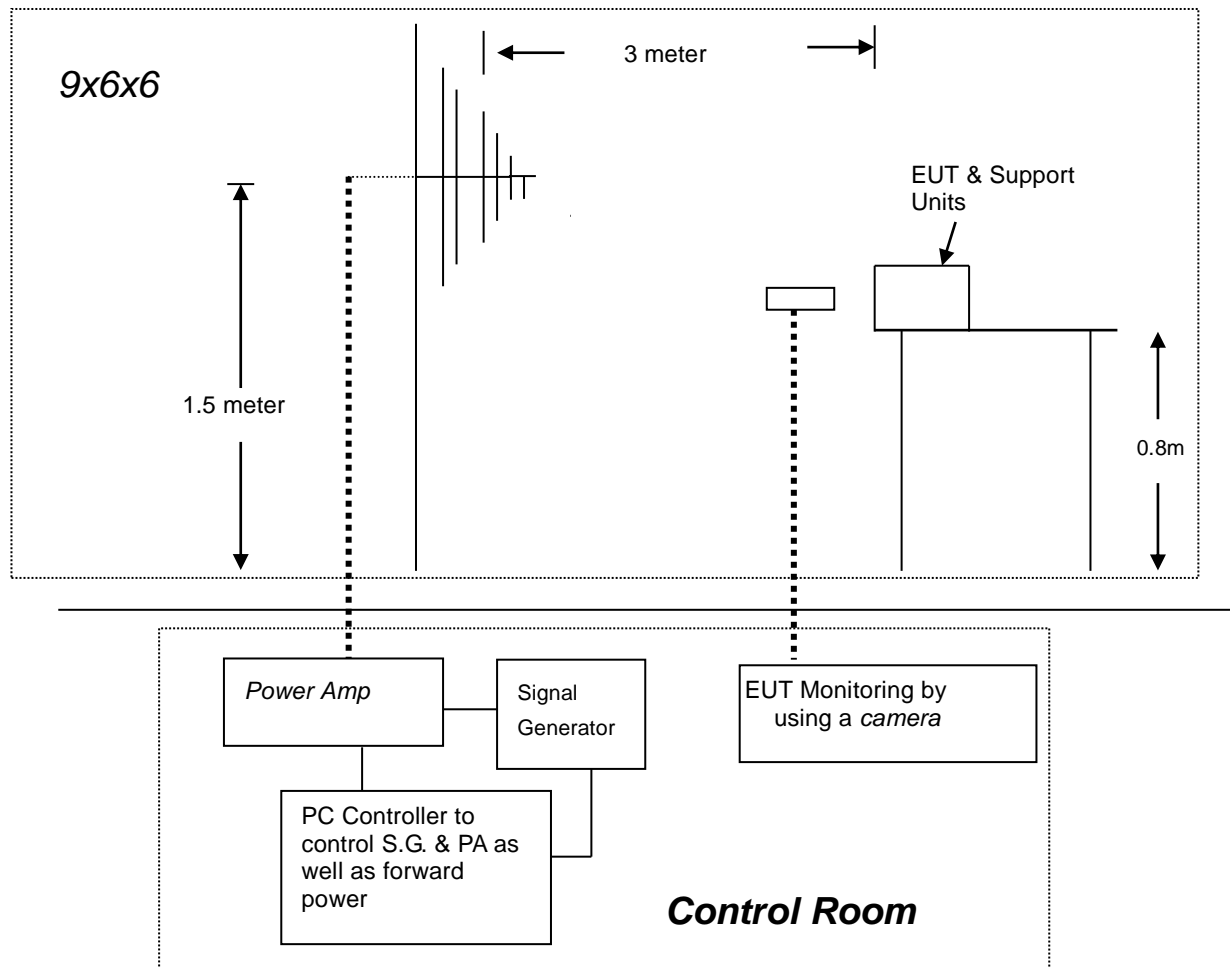 3 meter
9x6x6
EUT & Support
Units
1.5 meter
0.8m
Power Amp
Signal
Generator
EUT Monitoring by
using a camera
PC Controller to
control S.G. & PA as
well as forward
power
Control Room